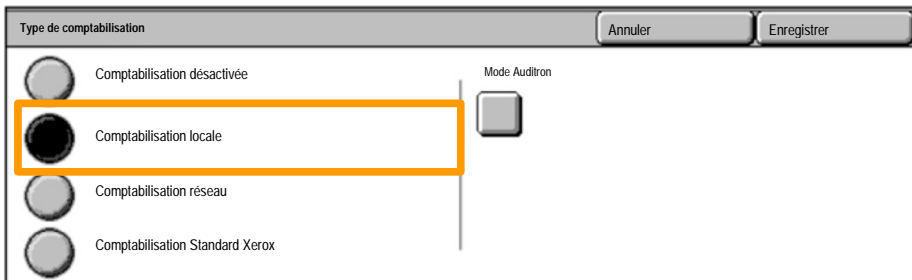 Type de comptabilisation
Annuler
Enregistrer
Comptabilisation désactivée
Mode Auditron
Comptabilisation locale
Comptabilisation réseau
Comptabilisation Standard Xerox